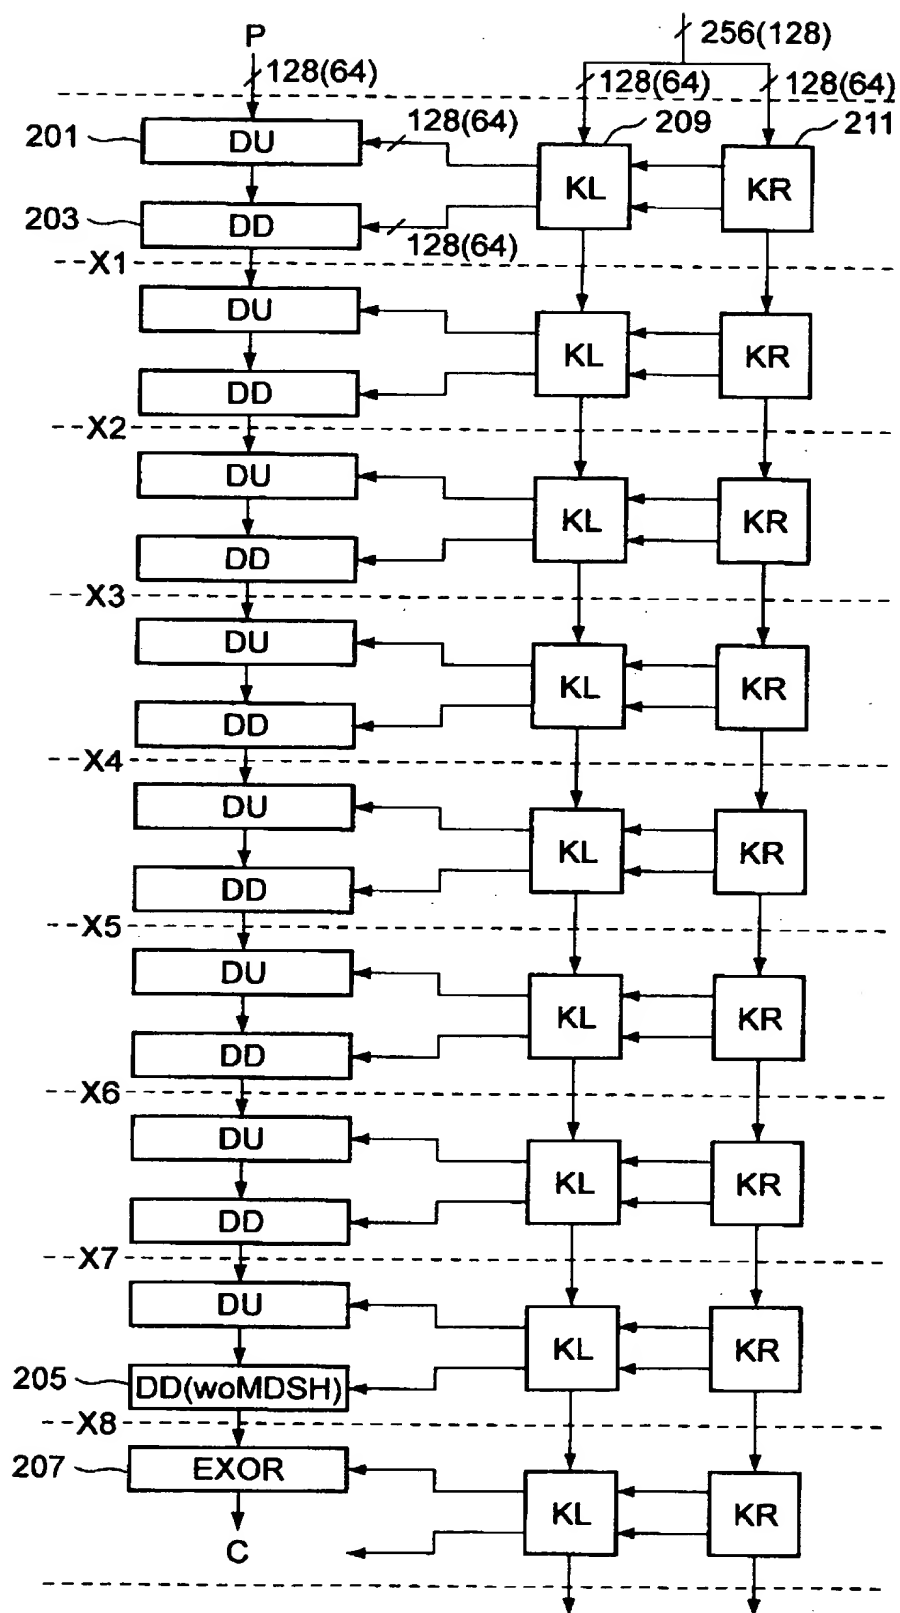 256(128)
P
128(64) 128(64) 128(64)
201 DU 128(64) 209 211
KL KR
203 DD 128(64)
X1
DU
KL KR
DD
X2
DU
KL KR
DD
X3
DU
KL KR
DD
X4
DU
KL KR
DD
X5
DU
KL KR
DD
X6
DU
KL KR
DD
X7
DU
KL KR
205 DD(woMDSH)
X8
207 EXOR
KL KR
C